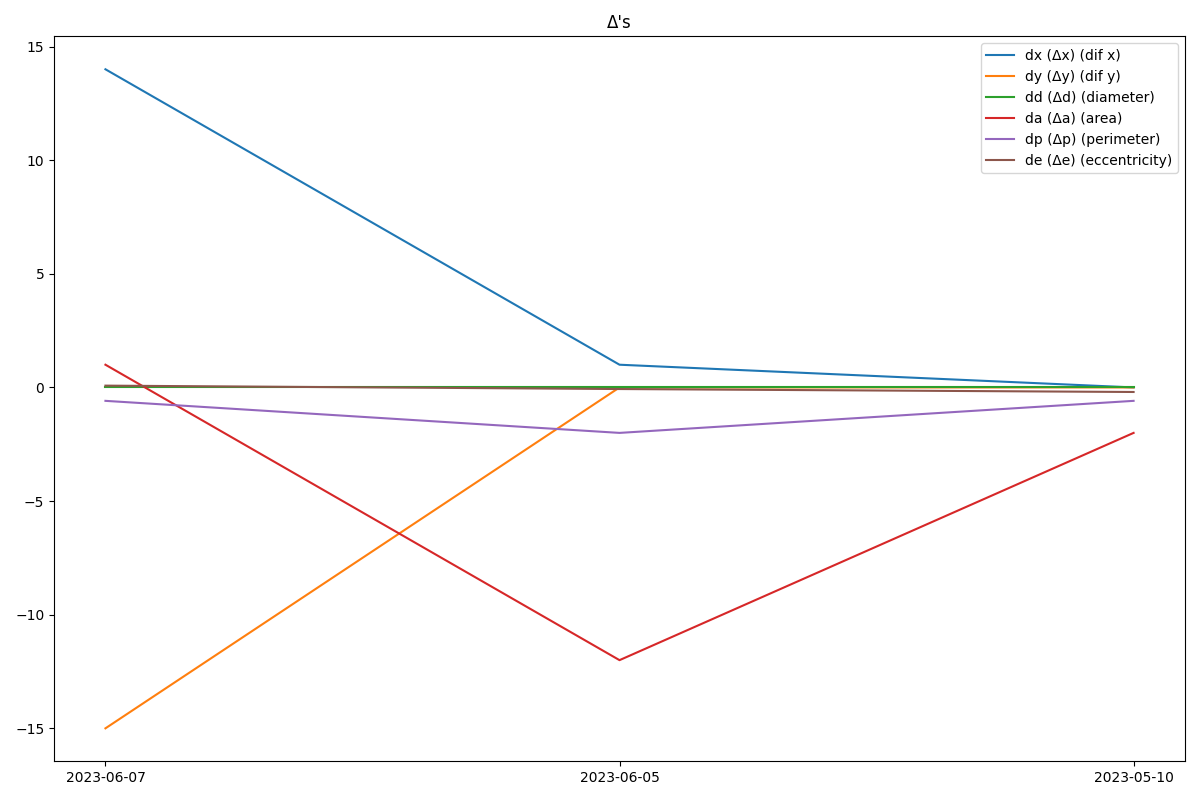 Δ's
15
10
5
0
−5
−10
−15
dx (Δx) (dif x)
dy (Δy) (dif y)
dd (Δd) (diameter)
da (Δa) (area)
dp (Δp) (perimeter)
de (Δe) (eccentricity)
2023-06-07 2023-06-05 2023-05-10